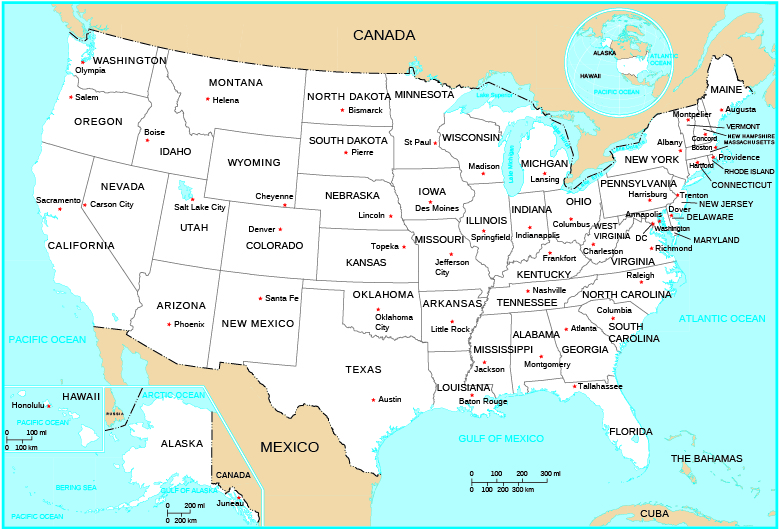 CANADA
ALASKA
ATLANTIC
OCEAN
HAWAII
PACIFIC OCEAN
WASHINGTON
Olympia
MONTANA
Helena
NORTH DAKOTA
Bismarck
MINNESOTA
St Paul
Lake Superior
MAINE
Augusta
Salem
OREGON
Boise
IDAHO
SOUTH DAKOTA
Pierre
WISCONSIN
Madison
Lake Michigan
MICHIGAN
Lansing
Montpelier
VERMONT
NEW HAMPSHIRE
Concord
MASSACHUSETTS
Boston
Albany
NEW YORK
Providence
Hartford
RHODE ISLAND
CONNECTICUT
WYOMING
Cheyenne
NEVADA
Carson City
Sacramento
CALIFORNIA
Salt Lake City
UTAH
Denver
COLORADO
NEBRASKA
Lincoln
IOWA
Des Moines
ILLINOIS
Springfield
INDIANA
Indianapolis
OHIO
Columbus
PENNSYLVANIA
Harrisburg
Trenton
NEW JERSEY
Dover
DELAWARE
Annapolis
Washington
DC
MARYLAND
WEST
VIRGINIA
Charleston
Richmond
VIRGINIA
Topeka
KANSAS
MISSOURI
Jefferson
City
Frankfort
KENTUCKY
Raleigh
NORTH CAROLINA
Nashville
TENNESSEE
ARIZONA
Phoenix
Santa Fe
NEW MEXICO
OKLAHOMA
Oklahoma
City
ARKANSAS
Little Rock
Columbia
SOUTH
CAROLINA
Atlanta
GEORGIA
ALABAMA
Montgomery
MISSISSIPPI
Jackson
ATLANTIC OCEAN
PACIFIC OCEAN
TEXAS
Austin
LOUISIANA
Baton Rouge
Tallahassee
FLORIDA
GULF OF MEXICO
MEXICO
THE BAHAMAS
CUBA
HAWAII
Honolulu
PACIFIC OCEAN
0 100 mi
0 100 km
RUSSIA
ARCTIC OCEAN
ALASKA
CANADA
BERING SEA
GULF OF ALASKA
Juneau
PACIFIC OCEAN
0 200 mi
0 200 km
0 100 200 300 mi
0 100 200 300 km